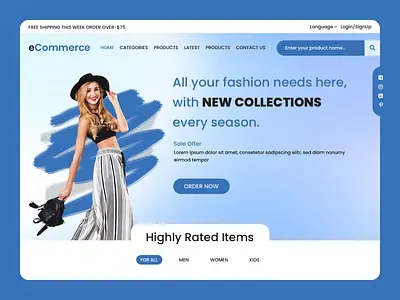 FREE SHIPPING THIS WEEK ORDER OVER-$75
Language Login/SignUp
eCommerce
HOME CATEGORIES PRODUCTS LATEST PRODUCTS CONTACT US
Enter your product name...
All your fashion needs here,
with NEW COLLECTIONS
every season.
Sale Offer
Lorem ipsum dolor sit amet, consectetur sadipscing elitr, sed diam nonumy
eirmod tempor
ORDER NOW
Highly Rated Items
FOR ALL MEN WOMEN KIDS